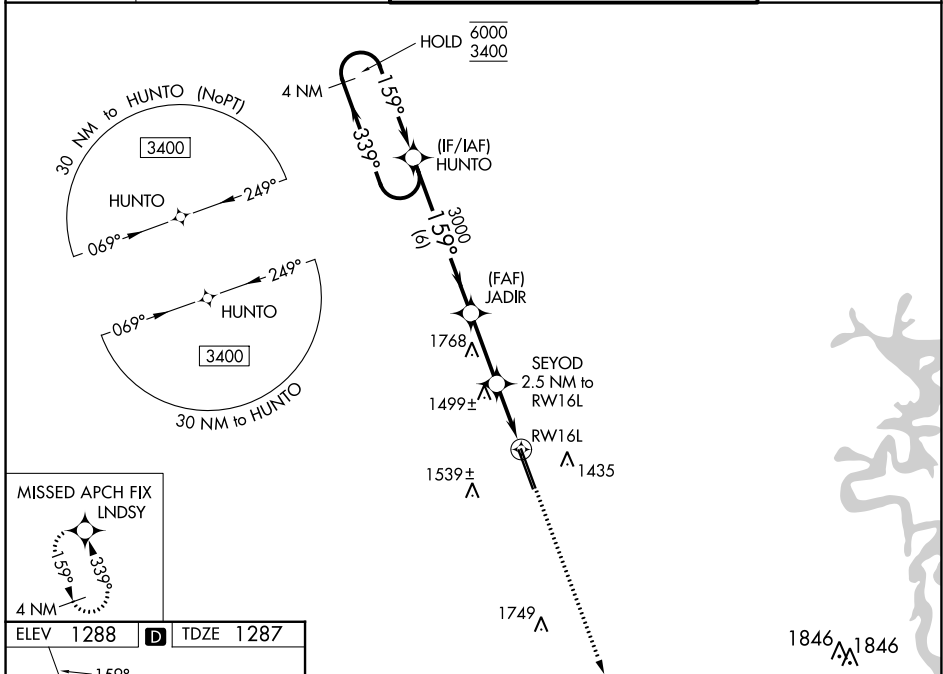 HOLD 6000
3400
4 NM
159°
339°
(IF/IAF)
HUNTO
30 NM to HUNTO (NoPT)
3400
HUNTO
249°
069°
3000
159°
(6)
249°
HUNTO
069°
3400
30 NM to HUNTO
(FAF)
JADIR
1768
SEYOD
2.5 NM to
RW16L
1499±
RW16L
1435
1539±
MISSED APCH FIX
LNDSY
159°
339°
4 NM
1749
1846 1846
ELEV 1288 D TDZE 1287
159°